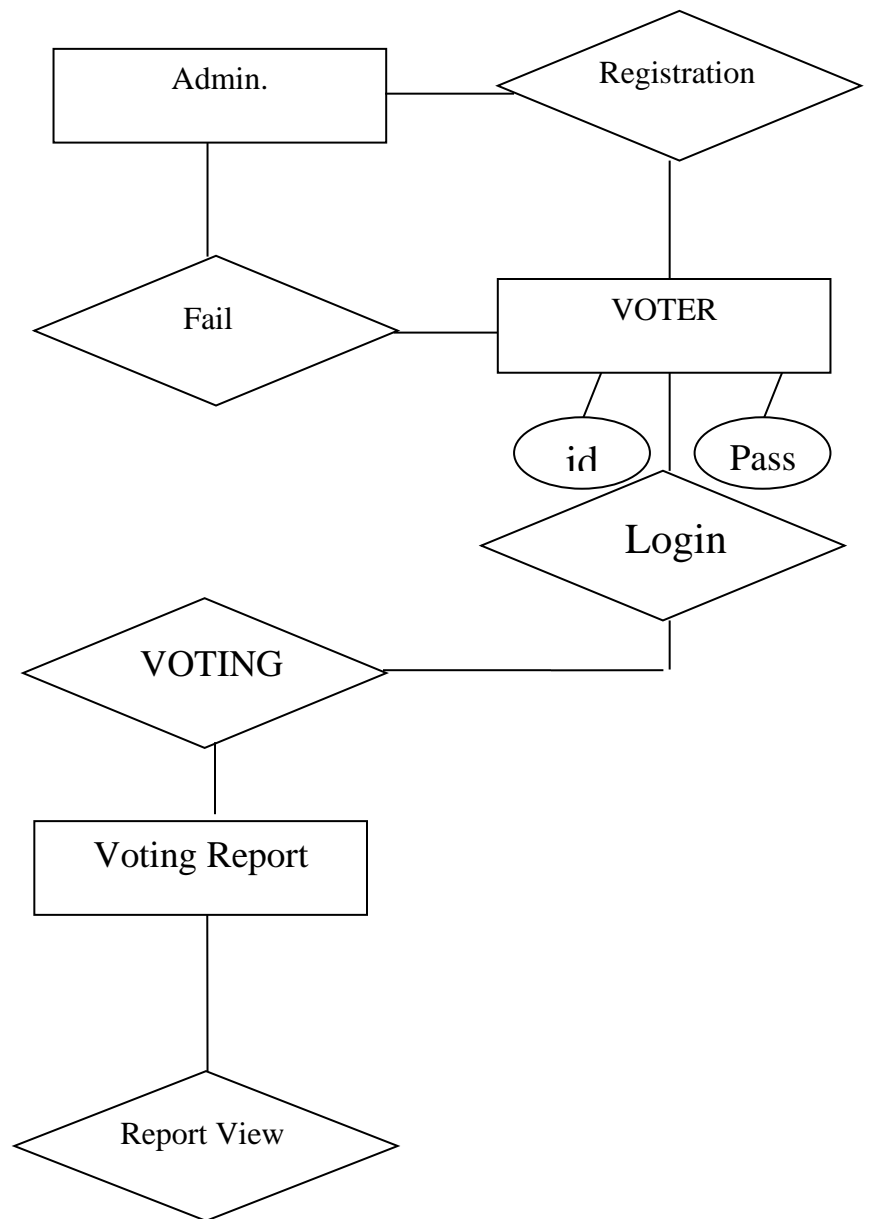 Admin.
Registration
Fail
VOTER
id
Pass
Login
VOTING
Voting Report
Report View